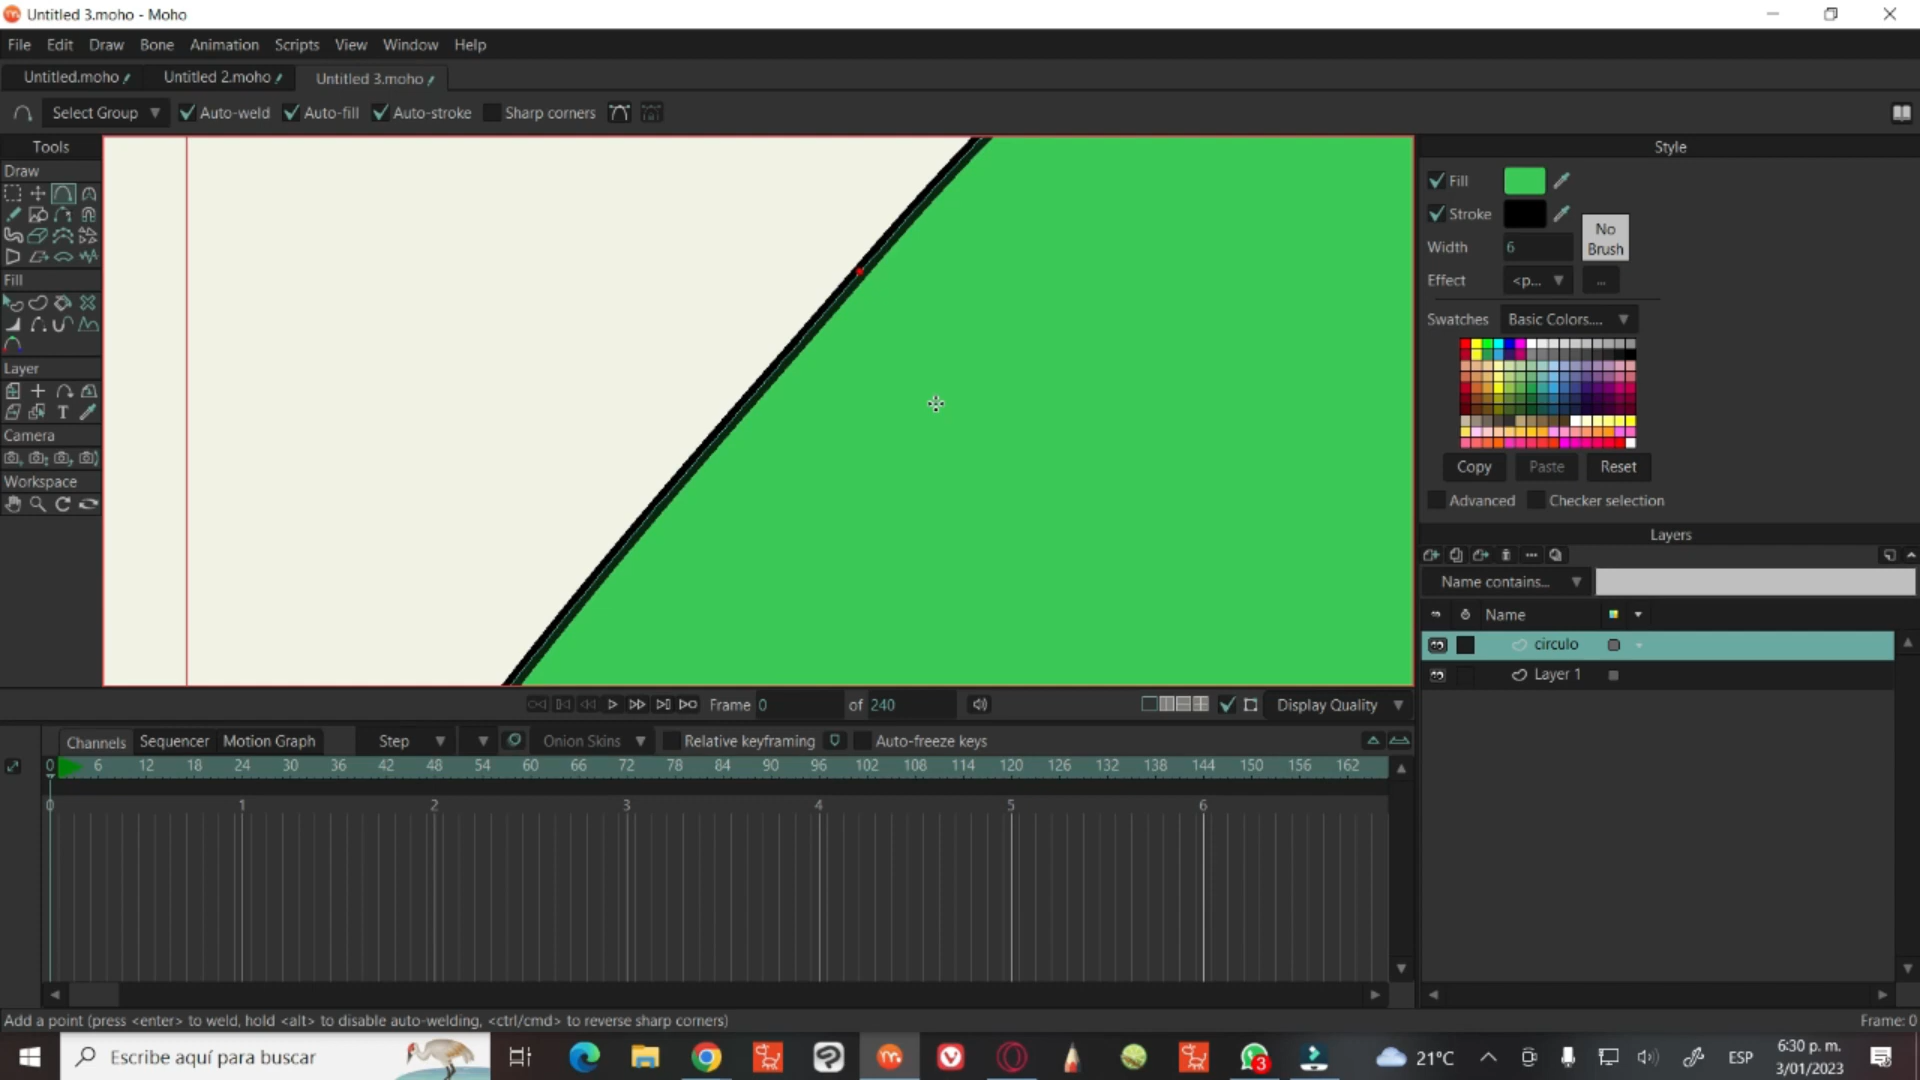 Untitled 3.moho - Moho
File Edit Draw Bone Animation Scripts View Window Help
Untitled.moho Untitled 2.moho Untitled 3.moho
Select Group Auto-weld Auto-fill Auto-stroke Sharp corners
Tools
Draw
Fill
Layer
Camera
Workspace
Style
Fill
Stroke
No Brush
Width 6
Effect <p... ...
Swatches Basic Colors....
Copy Paste Reset
Advanced Checker selection
Layers
Name contains...
Name
circulo
Layer 1
Frame 0 of 240 Display Quality
Channels Sequencer Motion Graph Step Onion Skins Relative keyframing Auto-freeze keys
0 6 12 18 24 30 36 42 48 54 60 66 72 78 84 90 96 102 108 114 120 126 132 138 144 150 156 162
0 1 2 3 4 5 6
Add a point (press <enter> to weld, hold <alt> to disable auto-welding, <ctrl/cmd> to reverse sharp corners) Frame: 0
Escribe aquí para buscar 3 21°C ESP 6:30 p. m.
3/01/2023